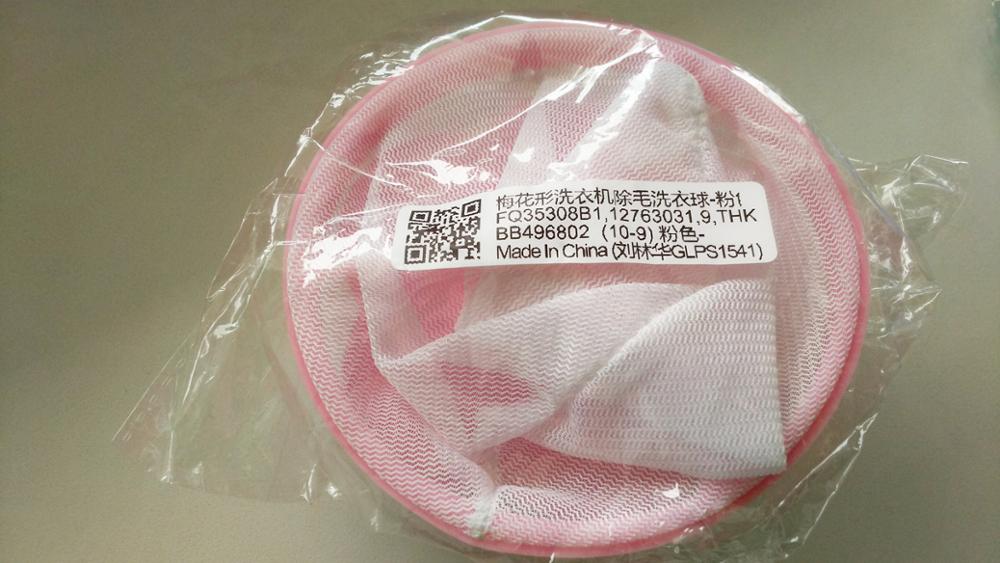 梅花形洗衣机除毛洗衣球-粉
FQ35308B1,12763031,9,THK
BB496802 (10-9) 粉色-
Made In China (刘林华GLPS1541)